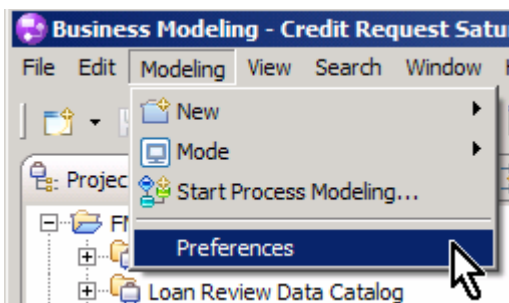 Business Modeling - Credit Request Satu
File Edit Modeling View Search Window
New
Mode
Projec
Start Process Modeling...
Preferences
Loan Review Data Catalog